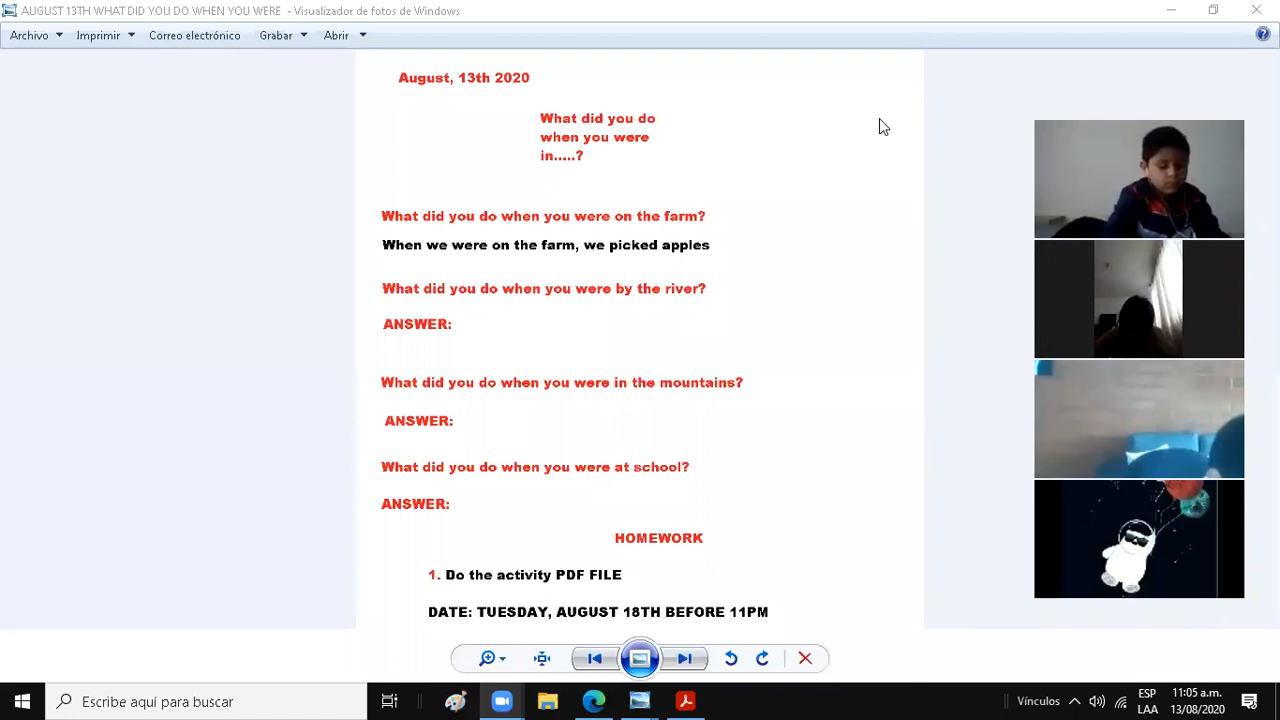 AUGUST 13TH WHAT DID YOU DO WHEN YOU WERE - Visualizador de fotos de Windows
Archivo Imprimir Correo electrónico Grabar Abrir
August, 13th 2020
What did you do
when you were
in.....?
What did you do when you were on the farm?
When we were on the farm, we picked apples
What did you do when you were by the river?
ANSWER:
What did you do when you were in the mountains?
ANSWER:
What did you do when you were at school?
ANSWER:
HOMEWORK
1. Do the activity PDF FILE
DATE: TUESDAY, AUGUST 18TH BEFORE 11PM
Escribe aquí para buscar
Vínculos
ESP
LAA
11:05 a.m.
13/08/2020